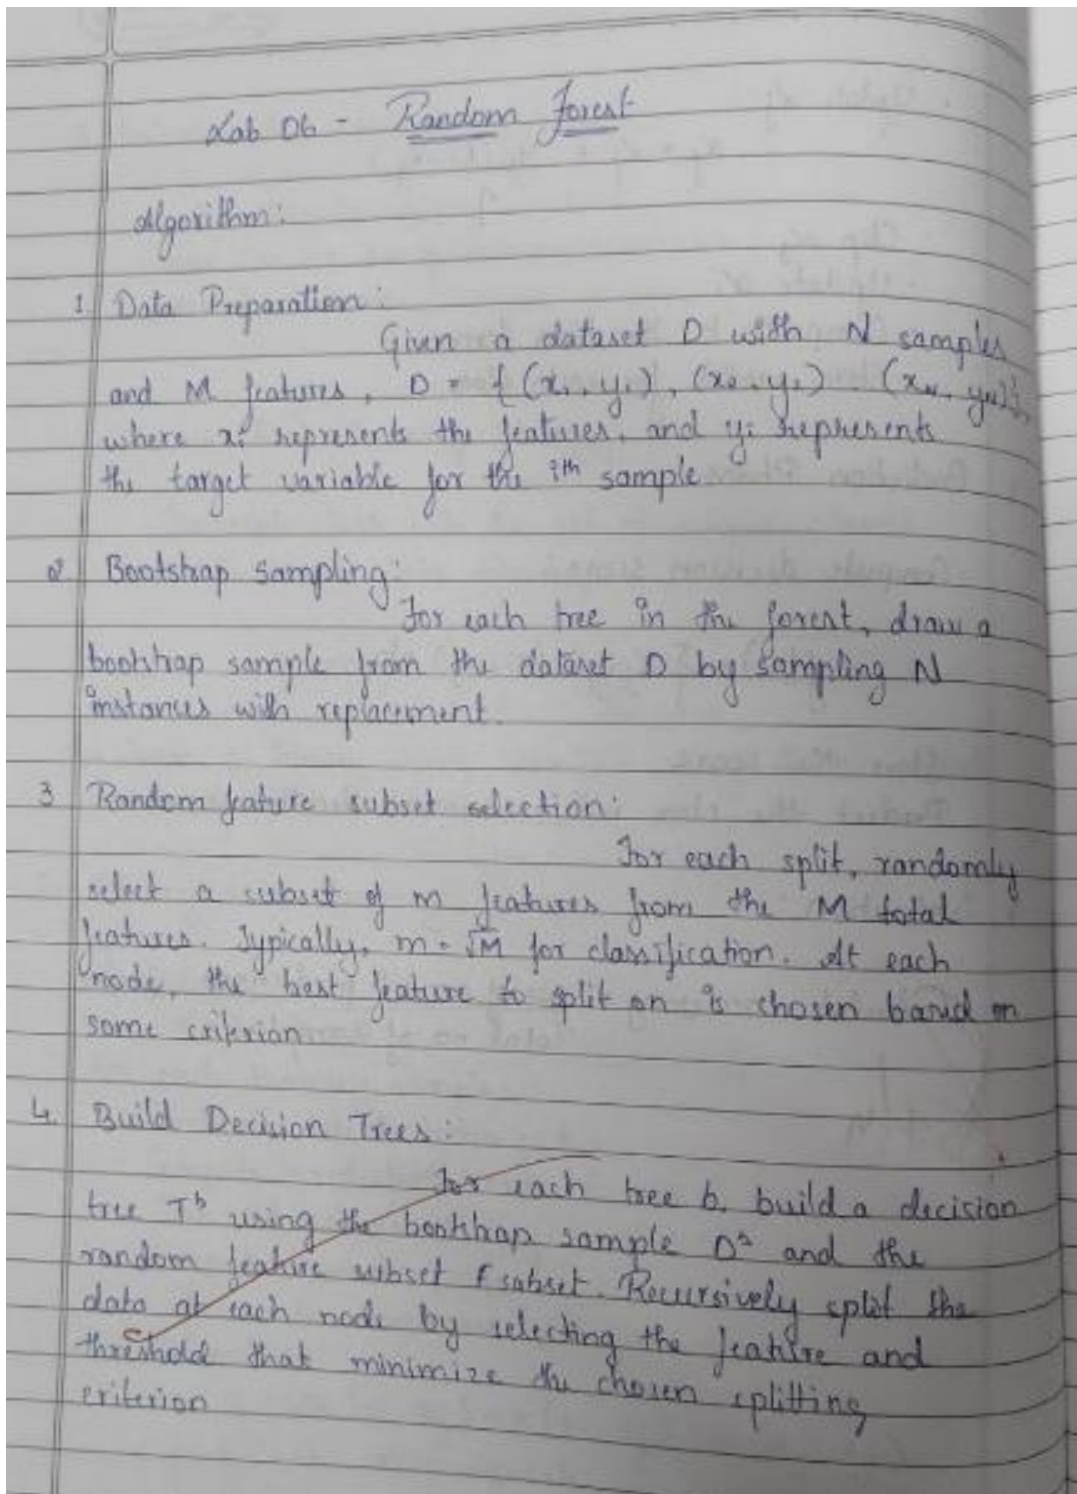 Lab 06 - Random Forest
Algorithm:
1 Data Preparation:
Given a dataset D with N samples
and M features, D = { (x₁, y₁), (x₂, y₂) (x_N, y_N)},
where xi represents the features, and yi represents
the target variable for the ith sample
2 Bootstrap Sampling:
For each tree in the forest, draw a
bootstrap sample from the dataset D by sampling N
instances with replacement.
3 Random feature subset selection:
For each split, randomly
select a subset of m features from the M total
features. Typically, m = √M for classification. At each
node, the best feature to split on is chosen based on
some criterion
4. Build Decision Trees:
For each tree b, build a decision
tree T^b using the bootstrap sample and the
random feature subset F subset. Recursively split the
data at each node by selecting the feature and
threshold that minimize the chosen splitting
criterion